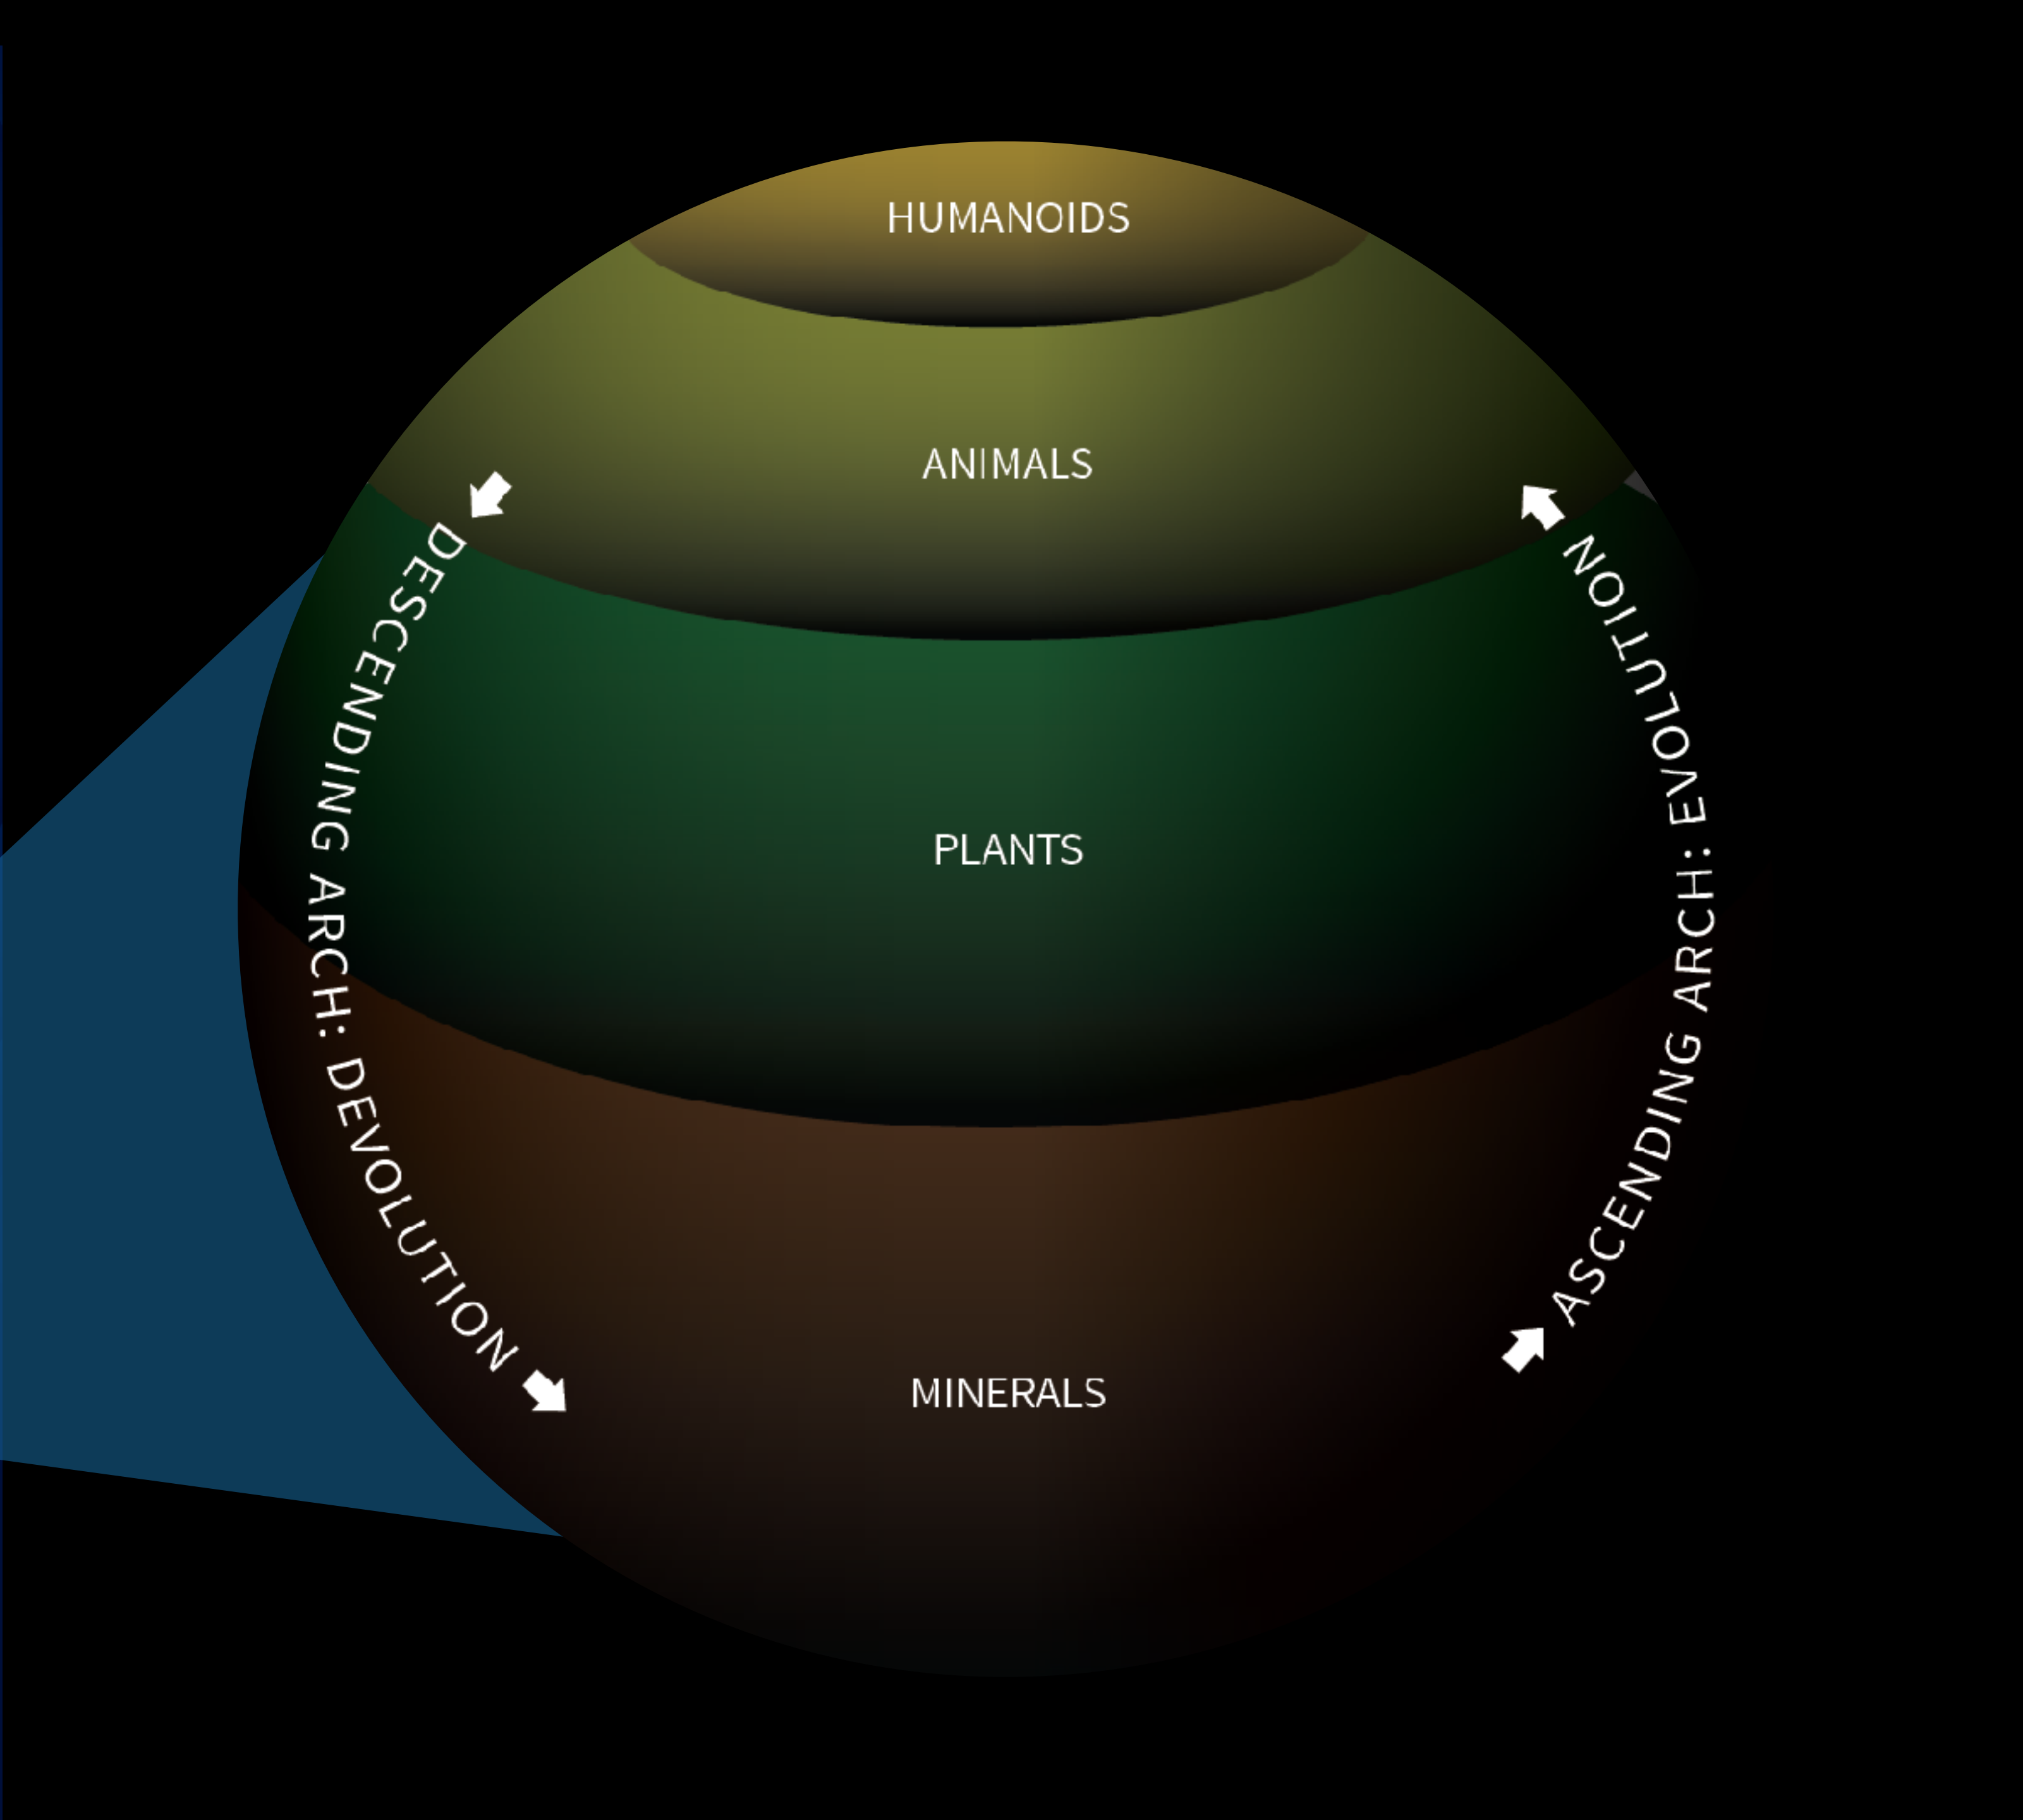 HUMANOIDS
ANIMALS
PLANTS
MINERALS
DESCENDING ARCH: DEVOLUTION
ASCENDING ARCH: EVOLUTION